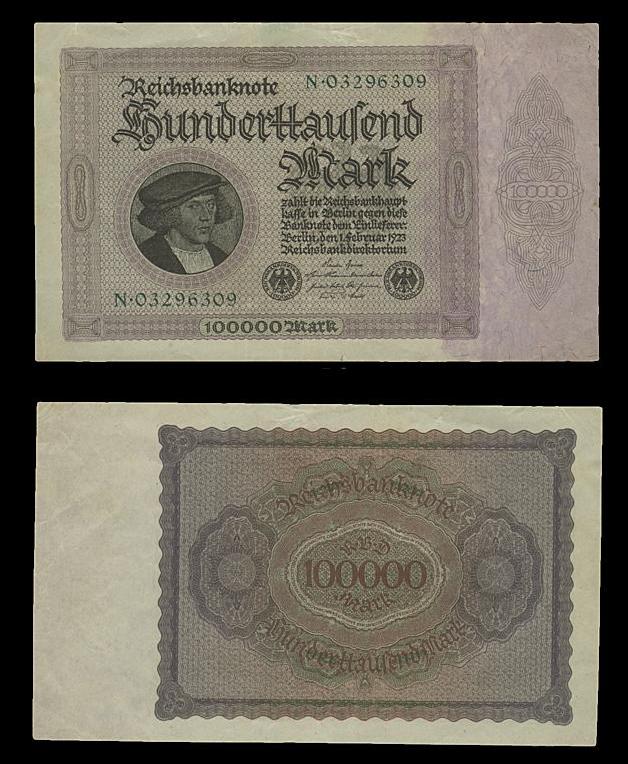 Reichsbanknote N·03296309
Hunderttausend
Mark
zahlt die Reichsbankhaupt-
kasse in Berlin gegen diese
Banknote dem Einlieferer.
Berlin, den 1. Februar 1923
Reichsbankdirektorium
100000
N·03296309
100000 Mark
Reichsbanknote
RBD
100000
Mark
Hunderttausend Mark